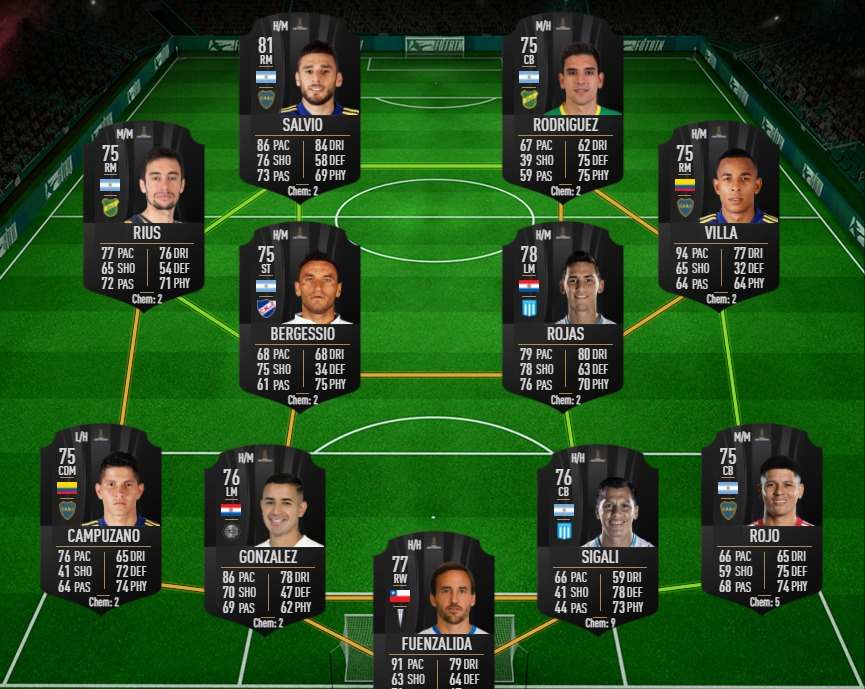 H/M
81
RM
SALVIO
86 PAC 84 DRI
76 SHO 58 DEF
73 PAS 69 PHY
Chem: 2
M/H
75
CB
RODRIGUEZ
67 PAC 62 DRI
39 SHO 75 DEF
59 PAS 75 PHY
Chem: 2
M/M
75
RM
RIUS
77 PAC 76 DRI
65 SHO 54 DEF
72 PAS 71 PHY
Chem: 2
H/M
75
RM
VILLA
94 PAC 77 DRI
65 SHO 32 DEF
64 PAS 64 PHY
Chem: 2
H/M
75
ST
BERGESSIO
68 PAC 68 DRI
75 SHO 34 DEF
61 PAS 75 PHY
Chem: 2
H/M
78
LM
ROJAS
79 PAC 80 DRI
78 SHO 63 DEF
76 PAS 70 PHY
Chem: 2
L/H
75
CDM
CAMPUZANO
76 PAC 65 DRI
41 SHO 72 DEF
64 PAS 74 PHY
Chem: 2
H/M
76
LM
GONZALEZ
86 PAC 78 DRI
70 SHO 47 DEF
69 PAS 62 PHY
Chem: 2
H/H
76
CB
SIGALI
66 PAC 59 DRI
41 SHO 78 DEF
44 PAS 73 PHY
Chem: 9
M/M
75
CB
ROJO
66 PAC 65 DRI
59 SHO 75 DEF
68 PAS 74 PHY
Chem: 5
H/H
77
RW
FUENZALIDA
91 PAC 79 DRI
63 SHO 64 DEF